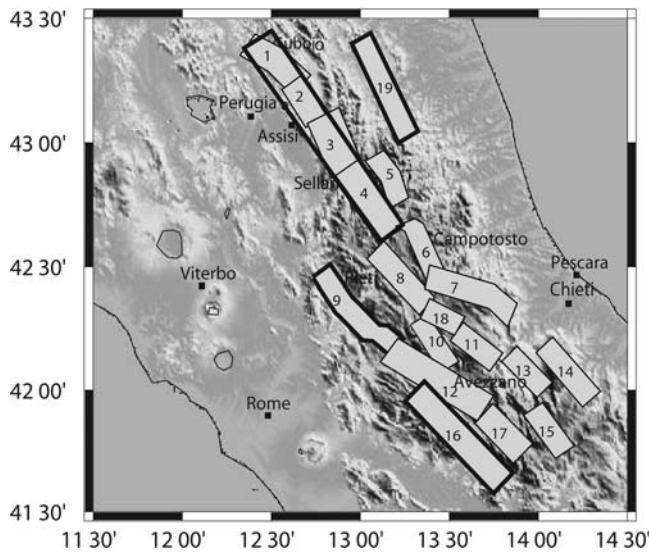 43 30'
1
ubbio
2
19
Perugia
43 00'
Assisi
3
5
Sellan
4
6
Campotosto
42 30'
Viterbo
Rieti
8
7
Pescara
Chieti
9
18
10
11
13
14
42 00'
Avezzano
12
Rome
16
17
15
41 30'
11 30' 12 00' 12 30' 13 00' 13 30' 14 00' 14 30'